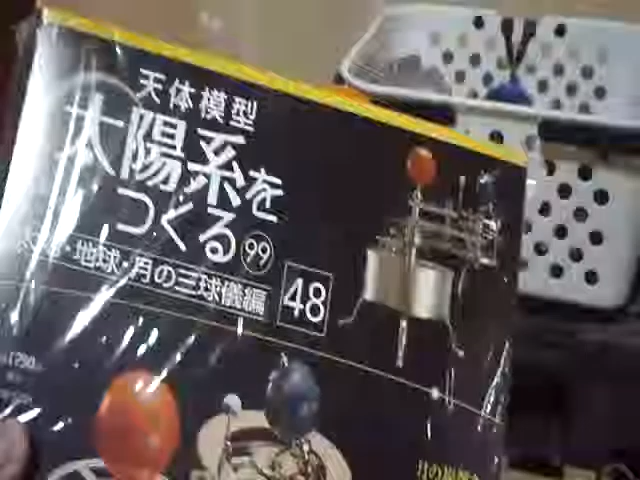 天体模型
太陽系を
つくる 99
地球・月の三球儀編 48